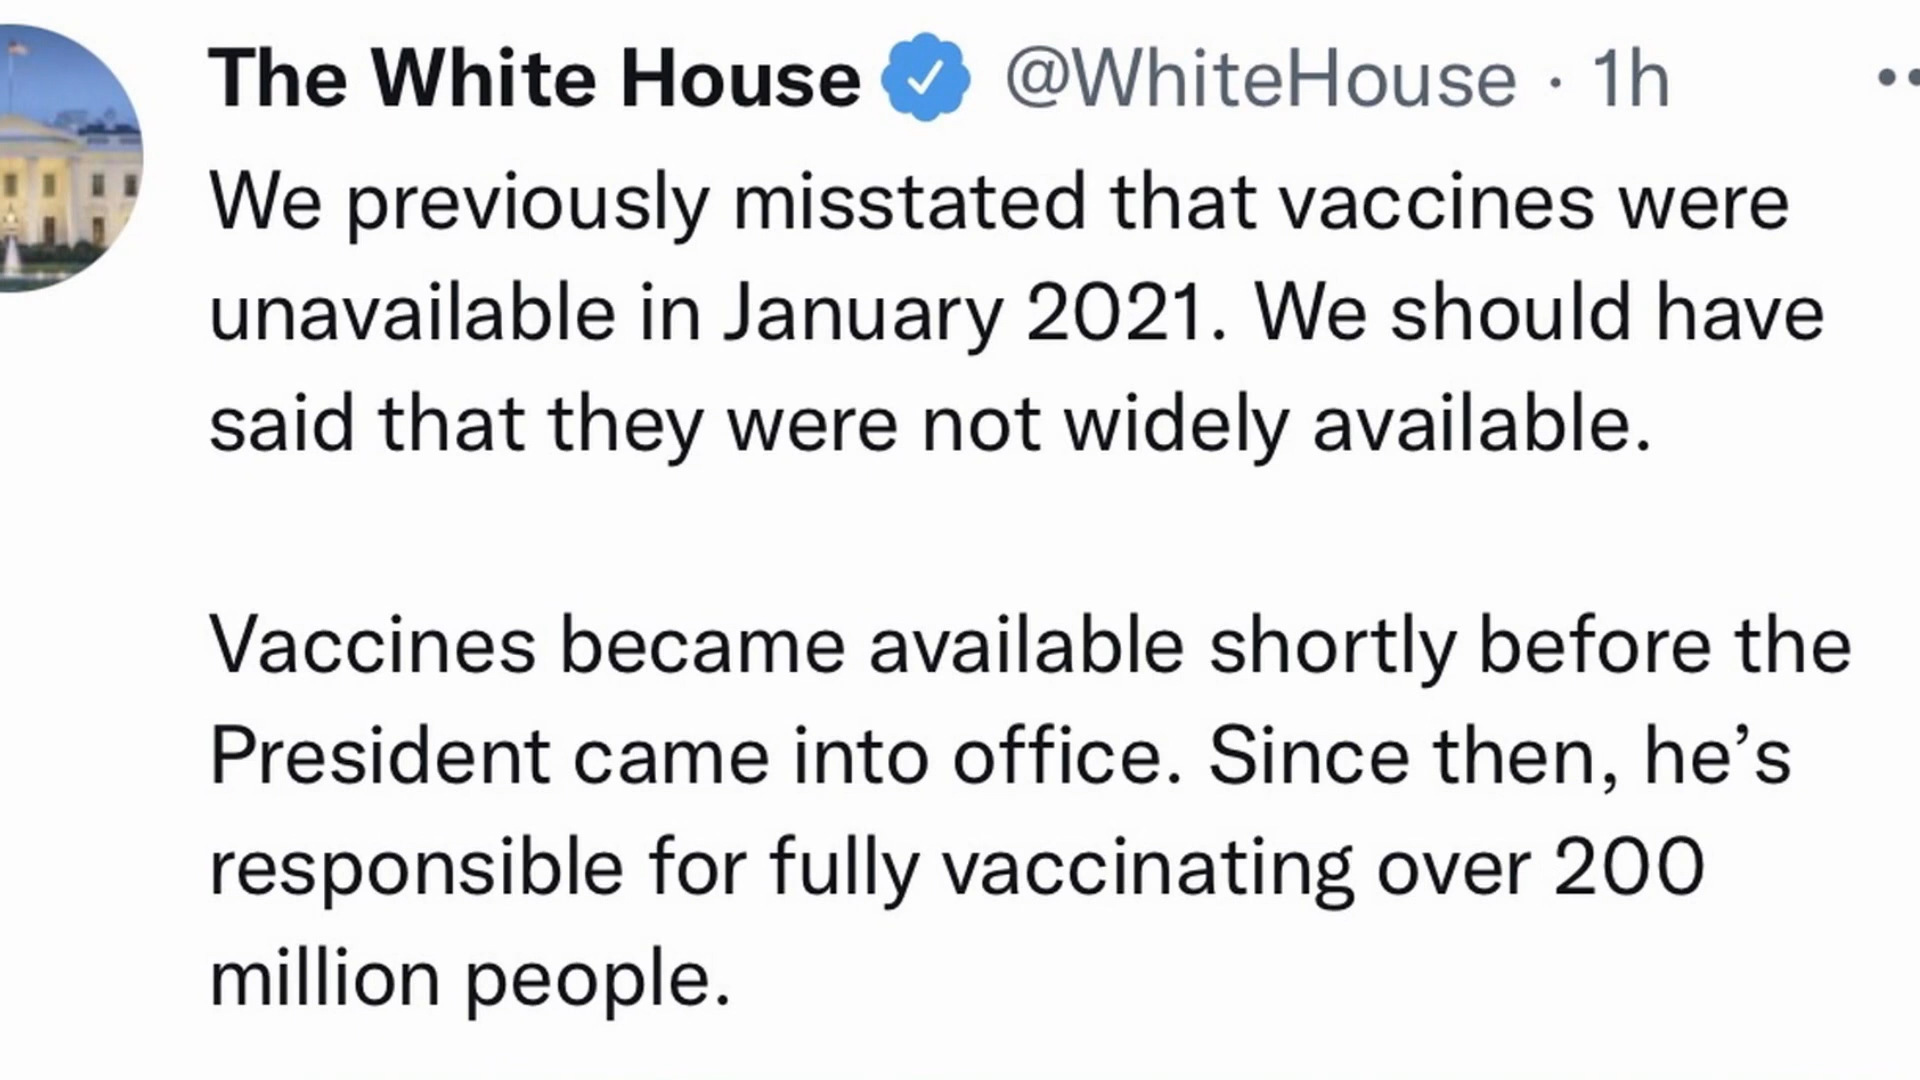 The White House @WhiteHouse · 1h
We previously misstated that vaccines were
unavailable in January 2021. We should have
said that they were not widely available.
Vaccines became available shortly before the
President came into office. Since then, he’s
responsible for fully vaccinating over 200
million people.